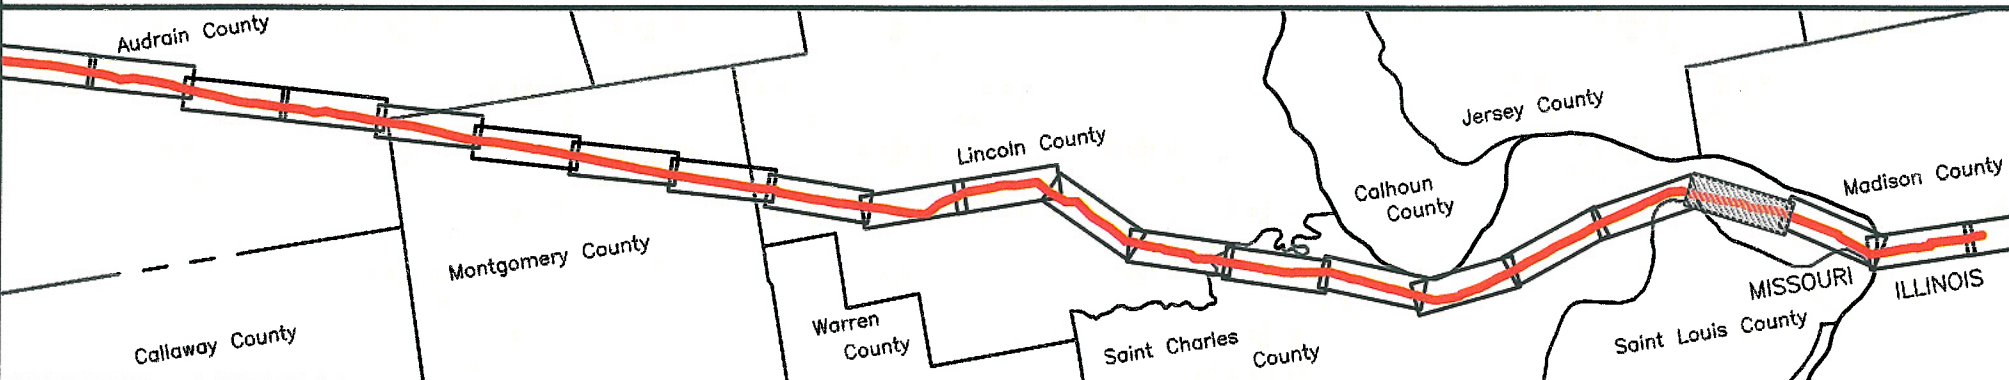 Audrain County
Jersey County
Lincoln County
Madison County
Calhoun
County
Montgomery County
MISSOURI
ILLINOIS
Warren
County
Saint Charles
County
Saint Louis County
Callaway County